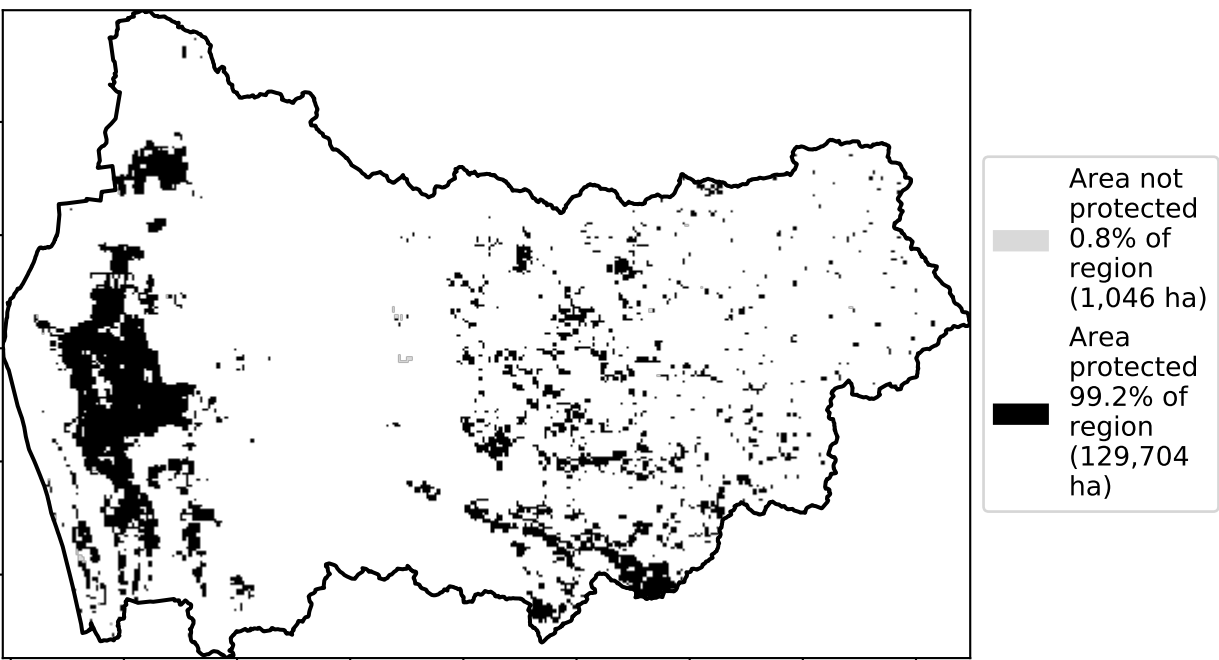 Area not
protected
0.8% of
region
(1,046 ha)
Area
protected
99.2% of
region
(129,704
ha)